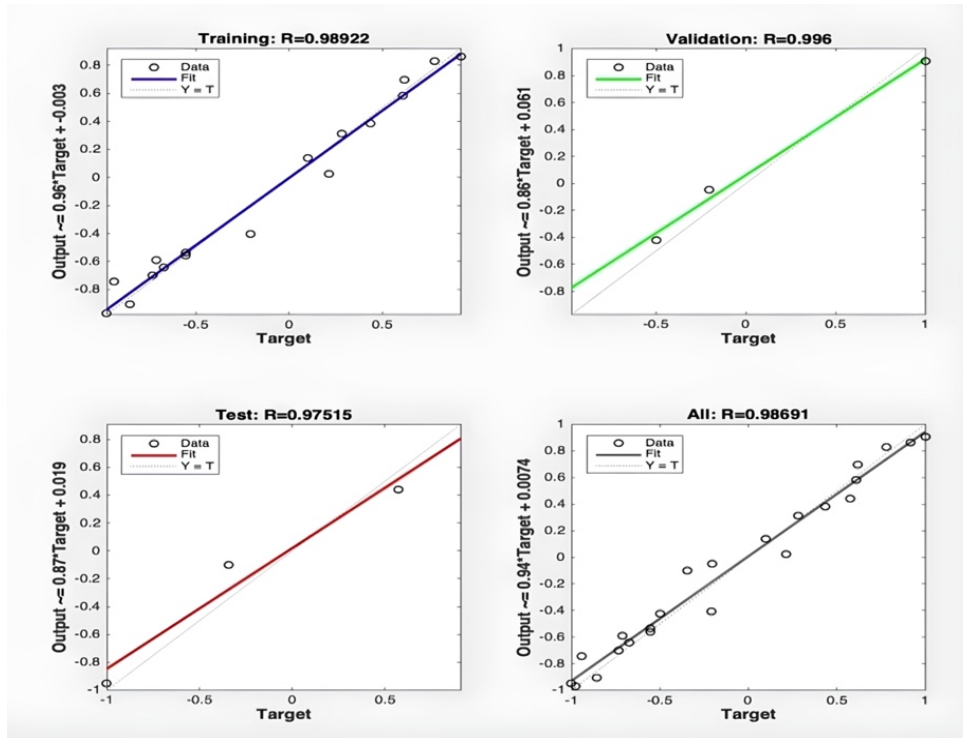 Training: R=0.98922
Output ~= 0.96*Target + -0.003
Data
Fit
Y = T
0.8
0.6
0.4
0.2
0
-0.2
-0.4
-0.6
-0.8
-0.5
0
0.5
Target
Validation: R=0.996
Output ~= 0.86*Target + 0.061
Data
Fit
Y = T
1
0.8
0.6
0.4
0.2
0
-0.2
-0.4
-0.6
-0.8
-0.5
0
0.5
1
Target
Test: R=0.97515
Output ~= 0.87*Target + 0.019
Data
Fit
Y = T
0.8
0.6
0.4
0.2
0
-0.2
-0.4
-0.6
-0.8
-1
-1
0
Target
All: R=0.98691
Output ~= 0.94*Target + 0.0074
Data
Fit
Y = T
1
0.8
0.6
0.4
0.2
0
-0.2
-0.4
-0.6
-0.8
-1
-1
-0.5
0
0.5
1
Target